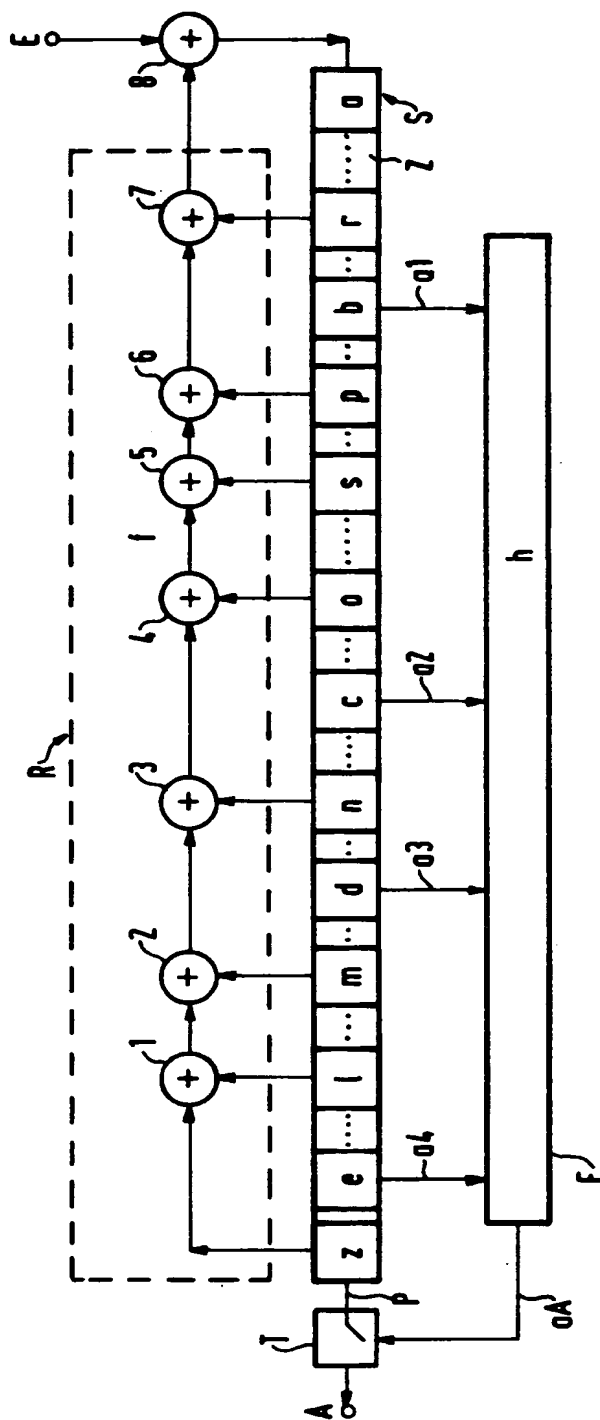 R
E
1
2
3
4
f
5
6
7
8
+ + + + + + + +
z e ..... l .... m .. d .. n .... c ... o ..... s .. p .. b .. r ..... a
Z
S
T
A
P
a4
a3
a2
a1
h
aA
F